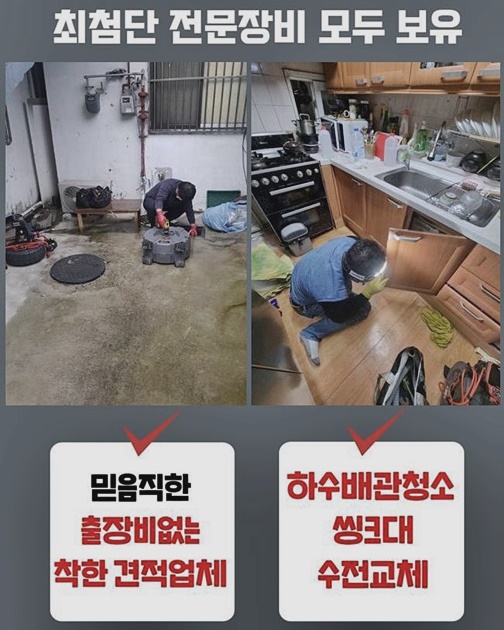 최첨단 전문장비 모두 보유
믿음직한
출장비없는
착한 견적업체
하수배관청소
씽크대
수전교체